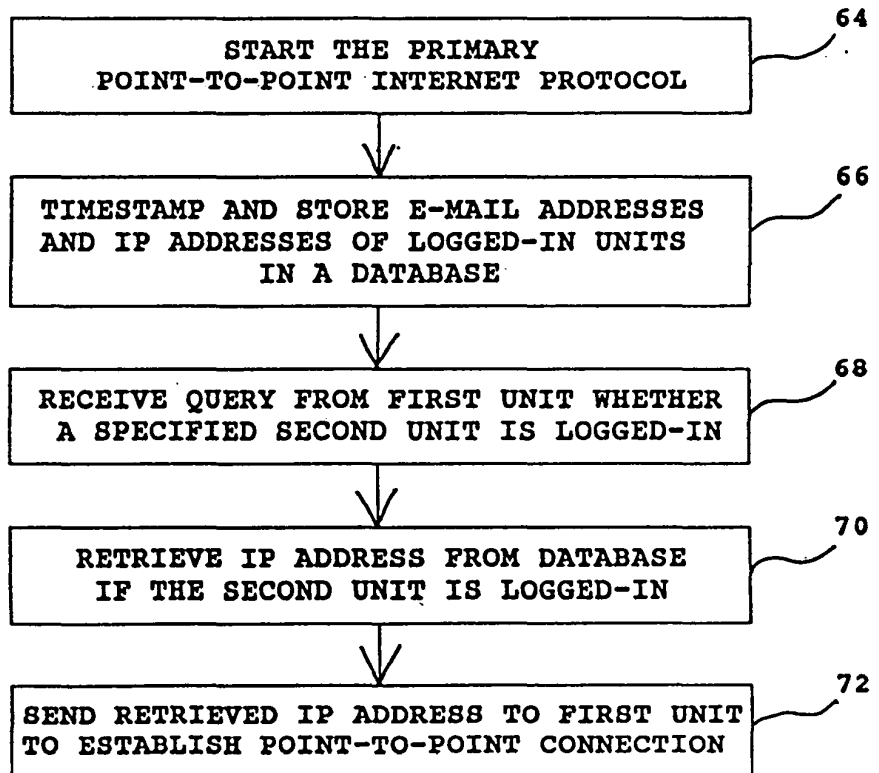 64
START THE PRIMARY
POINT-TO-POINT INTERNET PROTOCOL
66
TIMESTAMP AND STORE E-MAIL ADDRESSES
AND IP ADDRESSES OF LOGGED-IN UNITS
IN A DATABASE
68
RECEIVE QUERY FROM FIRST UNIT WHETHER
A SPECIFIED SECOND UNIT IS LOGGED-IN
70
RETRIEVE IP ADDRESS FROM DATABASE
IF THE SECOND UNIT IS LOGGED-IN
72
SEND RETRIEVED IP ADDRESS TO FIRST UNIT
TO ESTABLISH POINT-TO-POINT CONNECTION